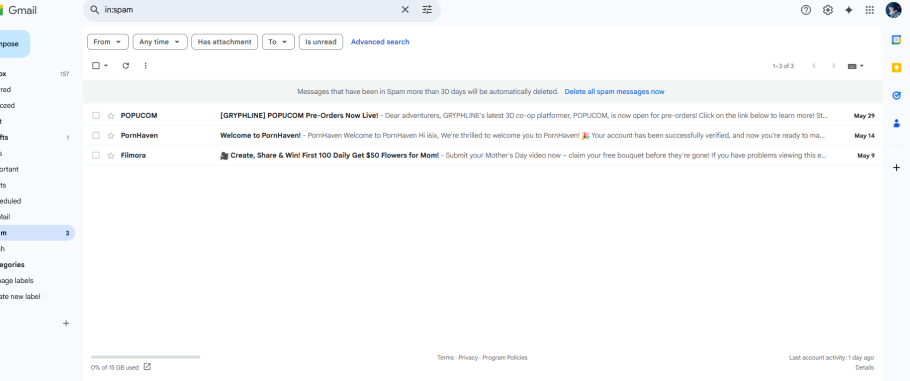 Gmail
in:spam
mpose
From Any time Has attachment To Is unread Advanced search
1–3 of 3
ox 157
red
ozed
t
fts 1
s
ortant
ts
eduled
Mail
m 3
h
egories
nage labels
ate new label
Messages that have been in Spam more than 30 days will be automatically deleted. Delete all spam messages now
POPUCOM [GRYPHLINE] POPUCOM Pre-Orders Now Live! - Dear adventurers, GRYPHLINE's latest 3D co-op platformer, POPUCOM, is now open for pre-orders! Click on the link below to learn more! St... May 29
PornHaven Welcome to PornHaven! - PornHaven Welcome to PornHaven Hi i6ix, We're thrilled to welcome you to PornHaven! 🎉 Your account has been successfully verified, and now you're ready to ma... May 14
Filmora 🎥 Create, Share & Win! First 100 Daily Get $50 Flowers for Mom! - Submit your Mother's Day video now – claim your free bouquet before they're gone! If you have problems viewing this e... May 9
0% of 15 GB used
Terms · Privacy · Program Policies
Last account activity: 1 day ago
Details